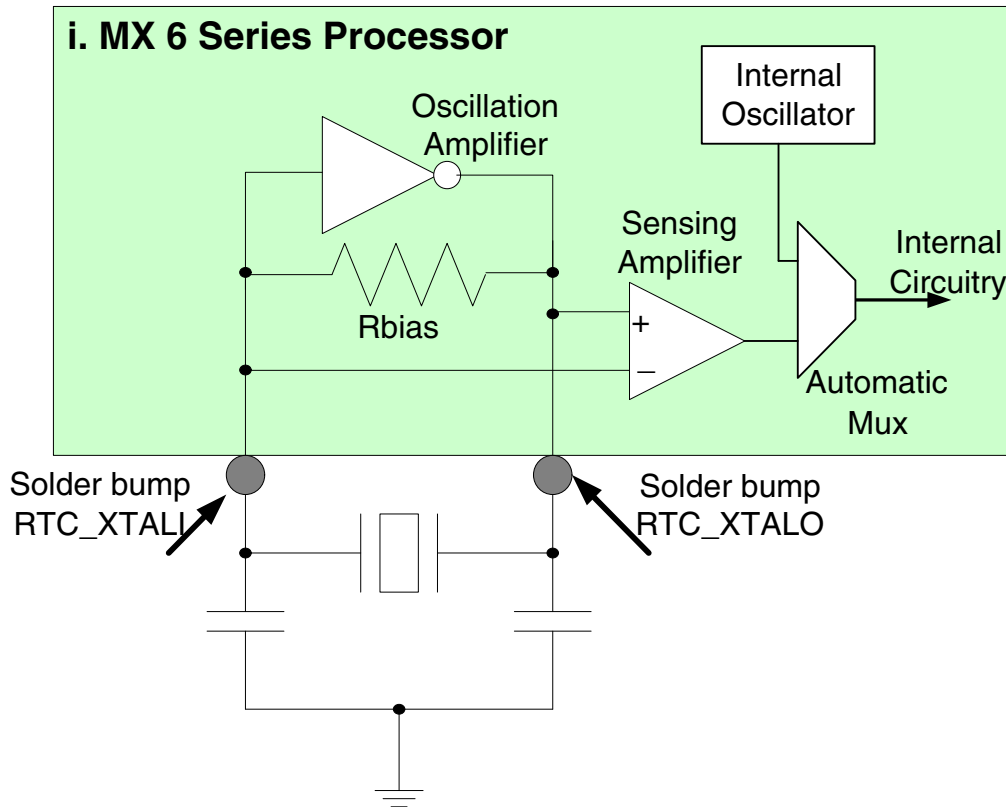 i. MX 6 Series Processor
Oscillation
Amplifier
Internal
Oscillator
Sensing
Amplifier
Internal
Circuitry
Rbias
+
–
Automatic
Mux
Solder bump
RTC_XTALI
Solder bump
RTC_XTALO